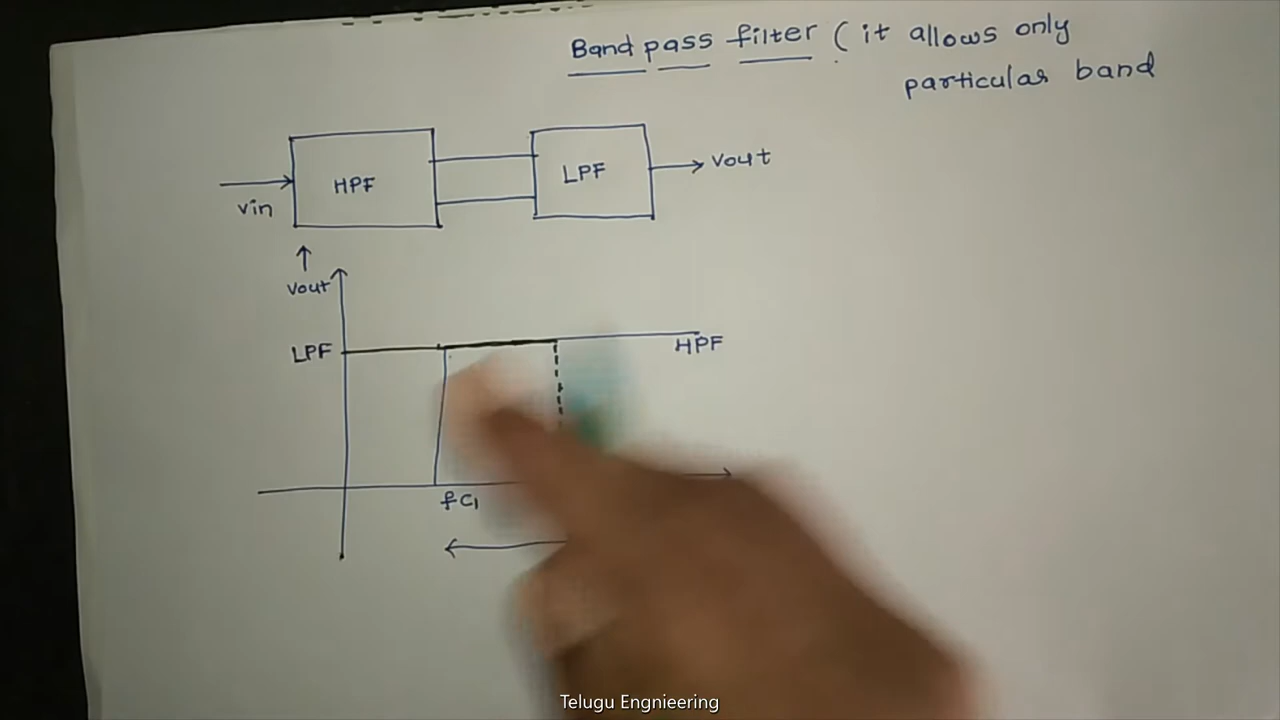 Band pass filter ( it allows only
particular band
HPF
LPF
Vout
Vin
Vout
LPF
HPF
fC1
Telugu Engnieering